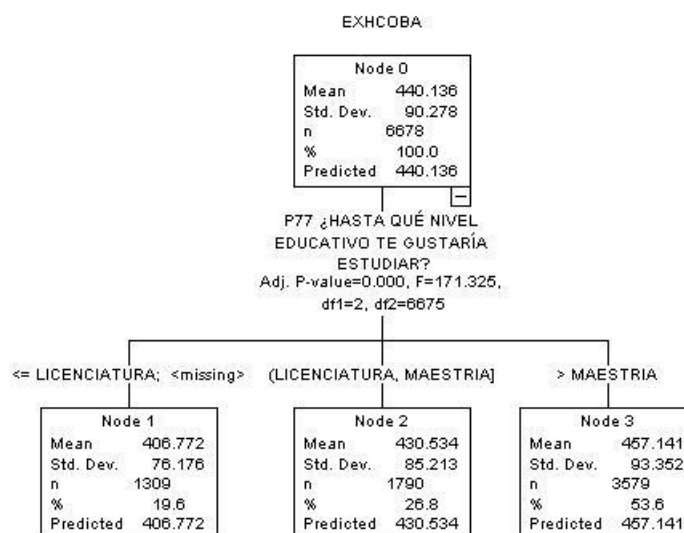 EXHCOBA
Node 0
Mean 440.136
Std. Dev. 90.278
n 6678
% 100.0
Predicted 440.136
P77 ¿HASTA QUÉ NIVEL
EDUCATIVO TE GUSTARÍA
ESTUDIAR?
Adj. P-value=0.000, F=171.325,
df1=2, df2=6675
<= LICENCIATURA; <missing>
Node 1
Mean 406.772
Std. Dev. 76.176
n 1309
% 19.6
Predicted 406.772
(LICENCIATURA, MAESTRIA]
Node 2
Mean 430.534
Std. Dev. 85.213
n 1790
% 26.8
Predicted 430.534
> MAESTRIA
Node 3
Mean 457.141
Std. Dev. 93.352
n 3579
% 53.6
Predicted 457.141